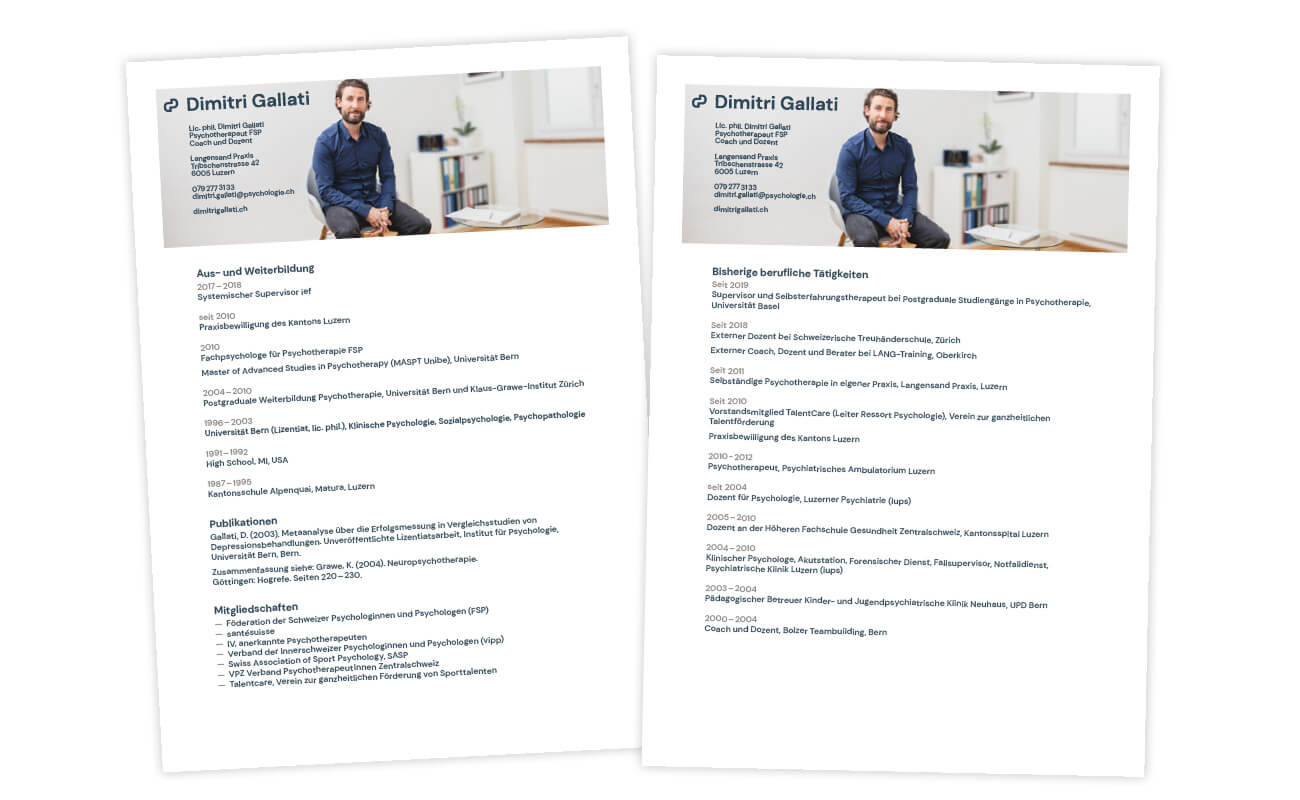 Dimitri Gallati
Lic. phil. Dimitri Gallati
Psychotherapeut FSP
Coach und Dozent
Langensand Praxis
Tribschenstrasse 42
6005 Luzern
079 277 31 33
dimitri.gallati@psychologie.ch
dimitrigallati.ch
Aus- und Weiterbildung
2017–2018
Systemischer Supervisor ief
seit 2010
Praxisbewilligung des Kantons Luzern
2010
Fachpsychologe für Psychotherapie FSP
Master of Advanced Studies in Psychotherapy (MASPT Unibe), Universität Bern
2004–2010
Postgraduale Weiterbildung Psychotherapie, Universität Bern und Klaus-Grawe-Institut Zürich
1996–2003
Universität Bern (Lizentiat, lic. phil.), Klinische Psychologie, Sozialpsychologie, Psychopathologie
1991–1992
High School, MI, USA
1987–1995
Kantonsschule Alpenquai, Matura, Luzern
Publikationen
Gallati, D. (2003). Metaanalyse über die Erfolgsmessung in Vergleichsstudien von
Depressionsbehandlungen. Unveröffentlichte Lizentiatsarbeit, Institut für Psychologie,
Universität Bern, Bern.
Zusammenfassung siehe: Grawe, K. (2004). Neuropsychotherapie.
Göttingen: Hogrefe. Seiten 220–230.
Mitgliedschaften
— Föderation der Schweizer Psychologinnen und Psychologen (FSP)
— santésuisse
— IV, anerkannte Psychotherapeuten
— Verband der Innerschweizer Psychologinnen und Psychologen (vipp)
— Swiss Association of Sport Psychology, SASP
— VPZ Verband PsychotherapeutInnen Zentralschweiz
— Talentcare, Verein zur ganzheitlichen Förderung von Sporttalenten
Dimitri Gallati
Lic. phil. Dimitri Gallati
Psychotherapeut FSP
Coach und Dozent
Langensand Praxis
Tribschenstrasse 42
6005 Luzern
079 277 31 33
dimitri.gallati@psychologie.ch
dimitrigallati.ch
Bisherige berufliche Tätigkeiten
Seit 2019
Supervisor und Selbsterfahrungstherapeut bei Postgraduale Studiengänge in Psychotherapie,
Universität Basel
Seit 2018
Externer Dozent bei Schweizerische Treuhänderschule, Zürich
Externer Coach, Dozent und Berater bei LANG-Training, Oberkirch
Seit 2011
Selbständige Psychotherapie in eigener Praxis, Langensand Praxis, Luzern
Seit 2010
Vorstandsmitglied TalentCare (Leiter Ressort Psychologie), Verein zur ganzheitlichen
Talentförderung
Praxisbewilligung des Kantons Luzern
2010-2012
Psychotherapeut, Psychiatrisches Ambulatorium Luzern
seit 2004
Dozent für Psychologie, Luzerner Psychiatrie (lups)
2005–2010
Dozent an der Höheren Fachschule Gesundheit Zentralschweiz, Kantonsspital Luzern
2004–2010
Klinischer Psychologe, Akutstation, Forensischer Dienst, Fallsupervisor, Notfalldienst,
Psychiatrische Klinik Luzern (lups)
2003–2004
Pädagogischer Betreuer Kinder- und Jugendpsychiatrische Klinik Neuhaus, UPD Bern
2000–2004
Coach und Dozent, Bolzer Teambuilding, Bern